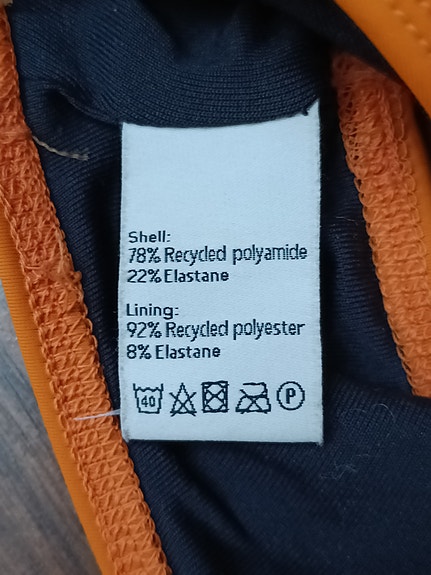 Shell:
78% Recycled polyamide
22% Elastane
Lining:
92% Recycled polyester
8% Elastane
40 P